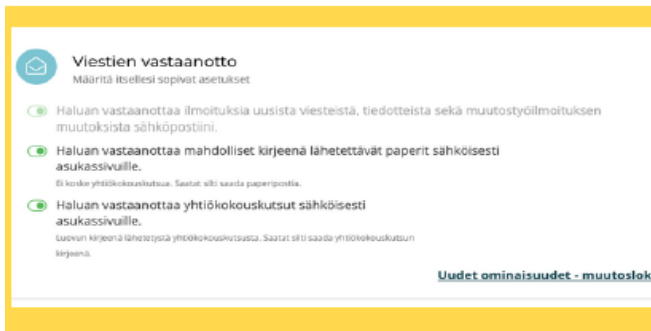 Viestien vastaanotto
Määritä itsellesi sopivat asetukset
Haluan vastaanottaa ilmoituksia uusista viesteistä, tiedotteista sekä muutostyöilmoituksen
muutoksista sähköpostiini.
Haluan vastaanottaa mahdolliset kirjeenä lähetettävät paperit sähköisesti
asukassivuille.
Ei koske yhtiökokouskutsua. Saatat silti saada paperipostia.
Haluan vastaanottaa yhtiökokouskutsut sähköisesti
asukassivuille.
Luovun kirjeenä lähetetystä yhtiökokouskutsusta. Saatat silti saada yhtiökokouskutsun
kirjeenä.
Uudet ominaisuudet - muutoslok